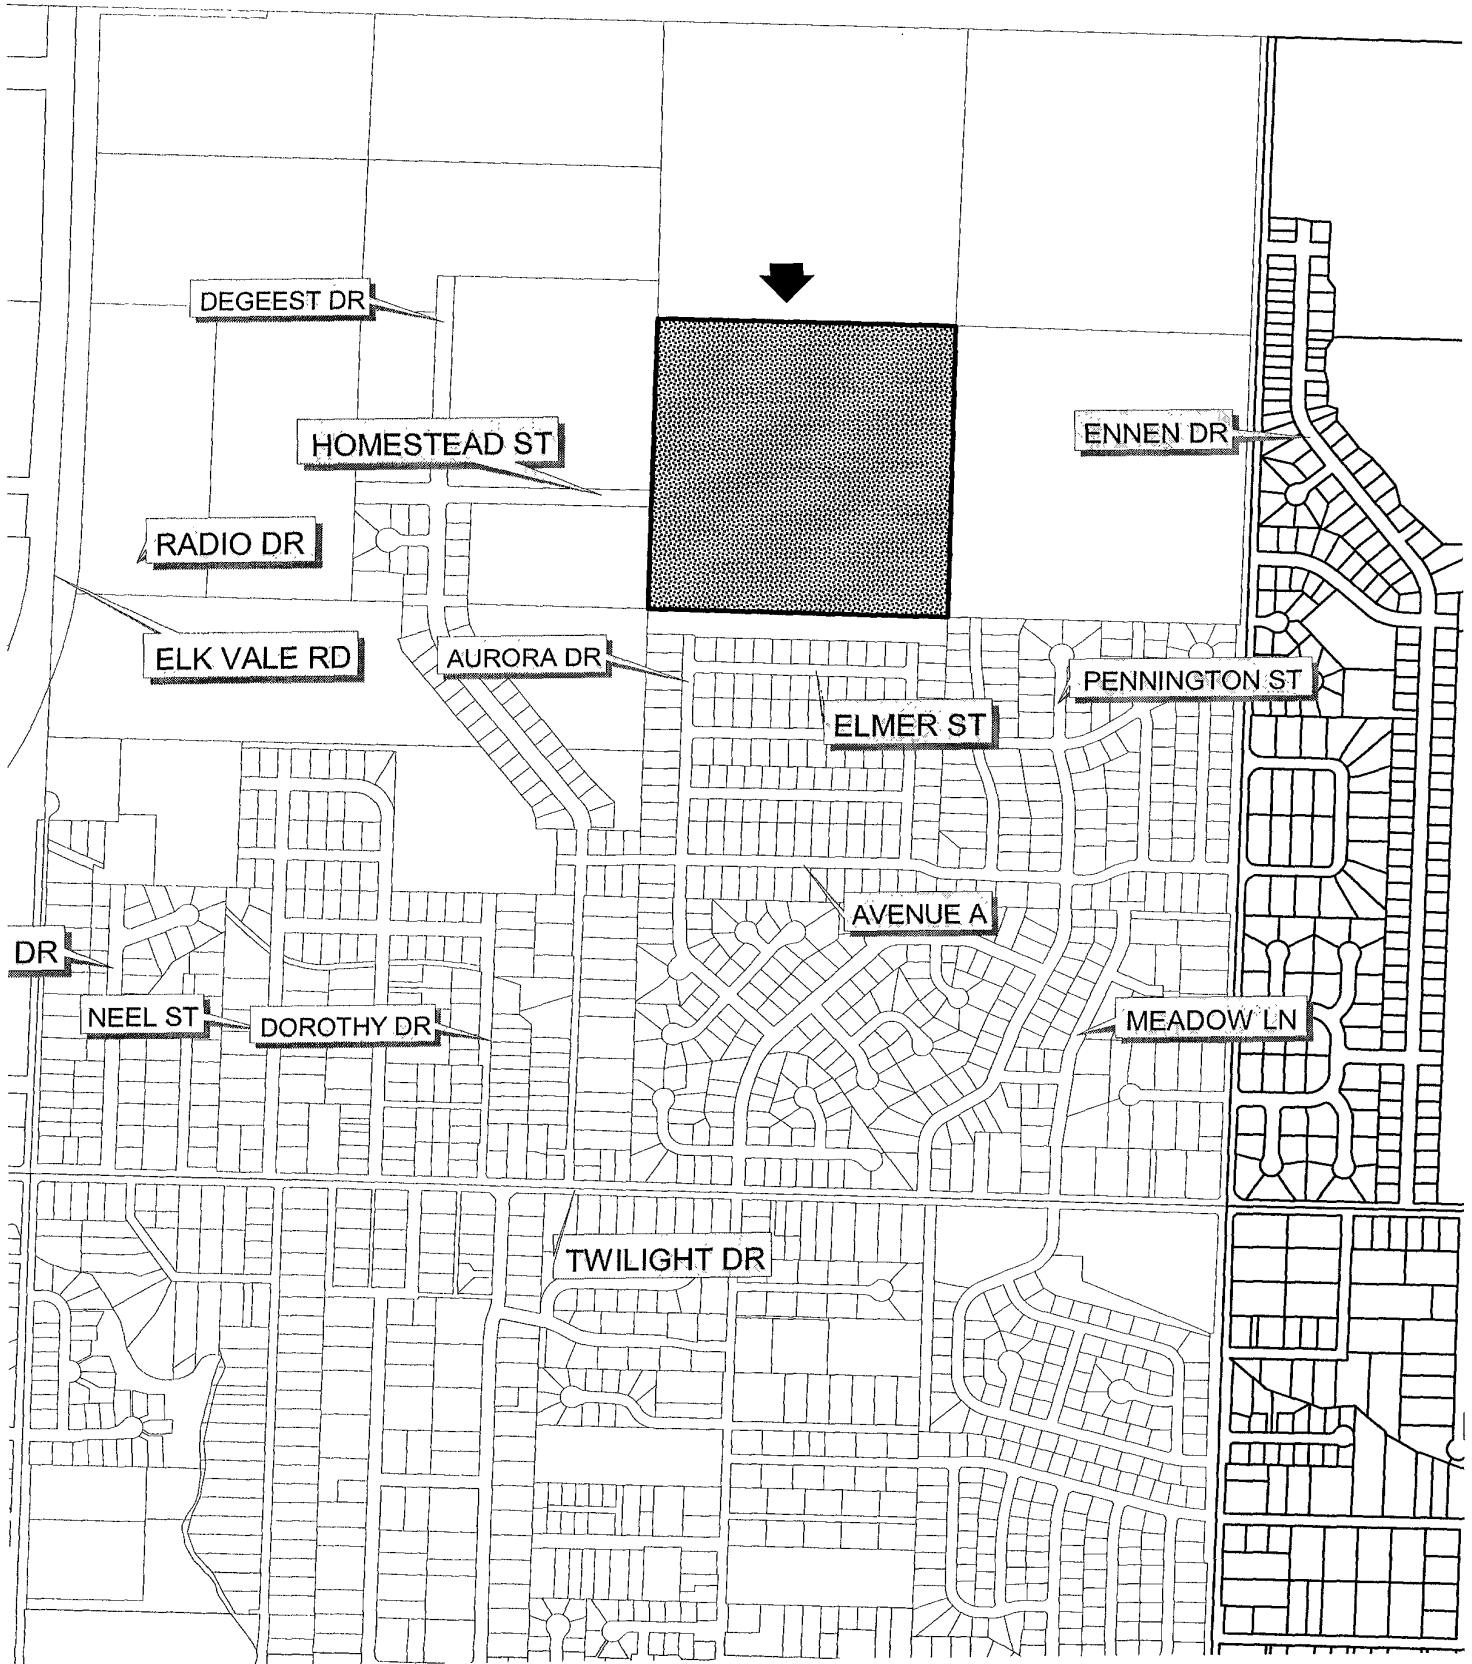 DEGEEST DR
HOMESTEAD ST
ENNEN DR
RADIO DR
ELK VALE RD
AURORA DR
PENNINGTON ST
ELMER ST
AVENUE A
DR
NEEL ST
DOROTHY DR
MEADOW LN
TWILIGHT DR